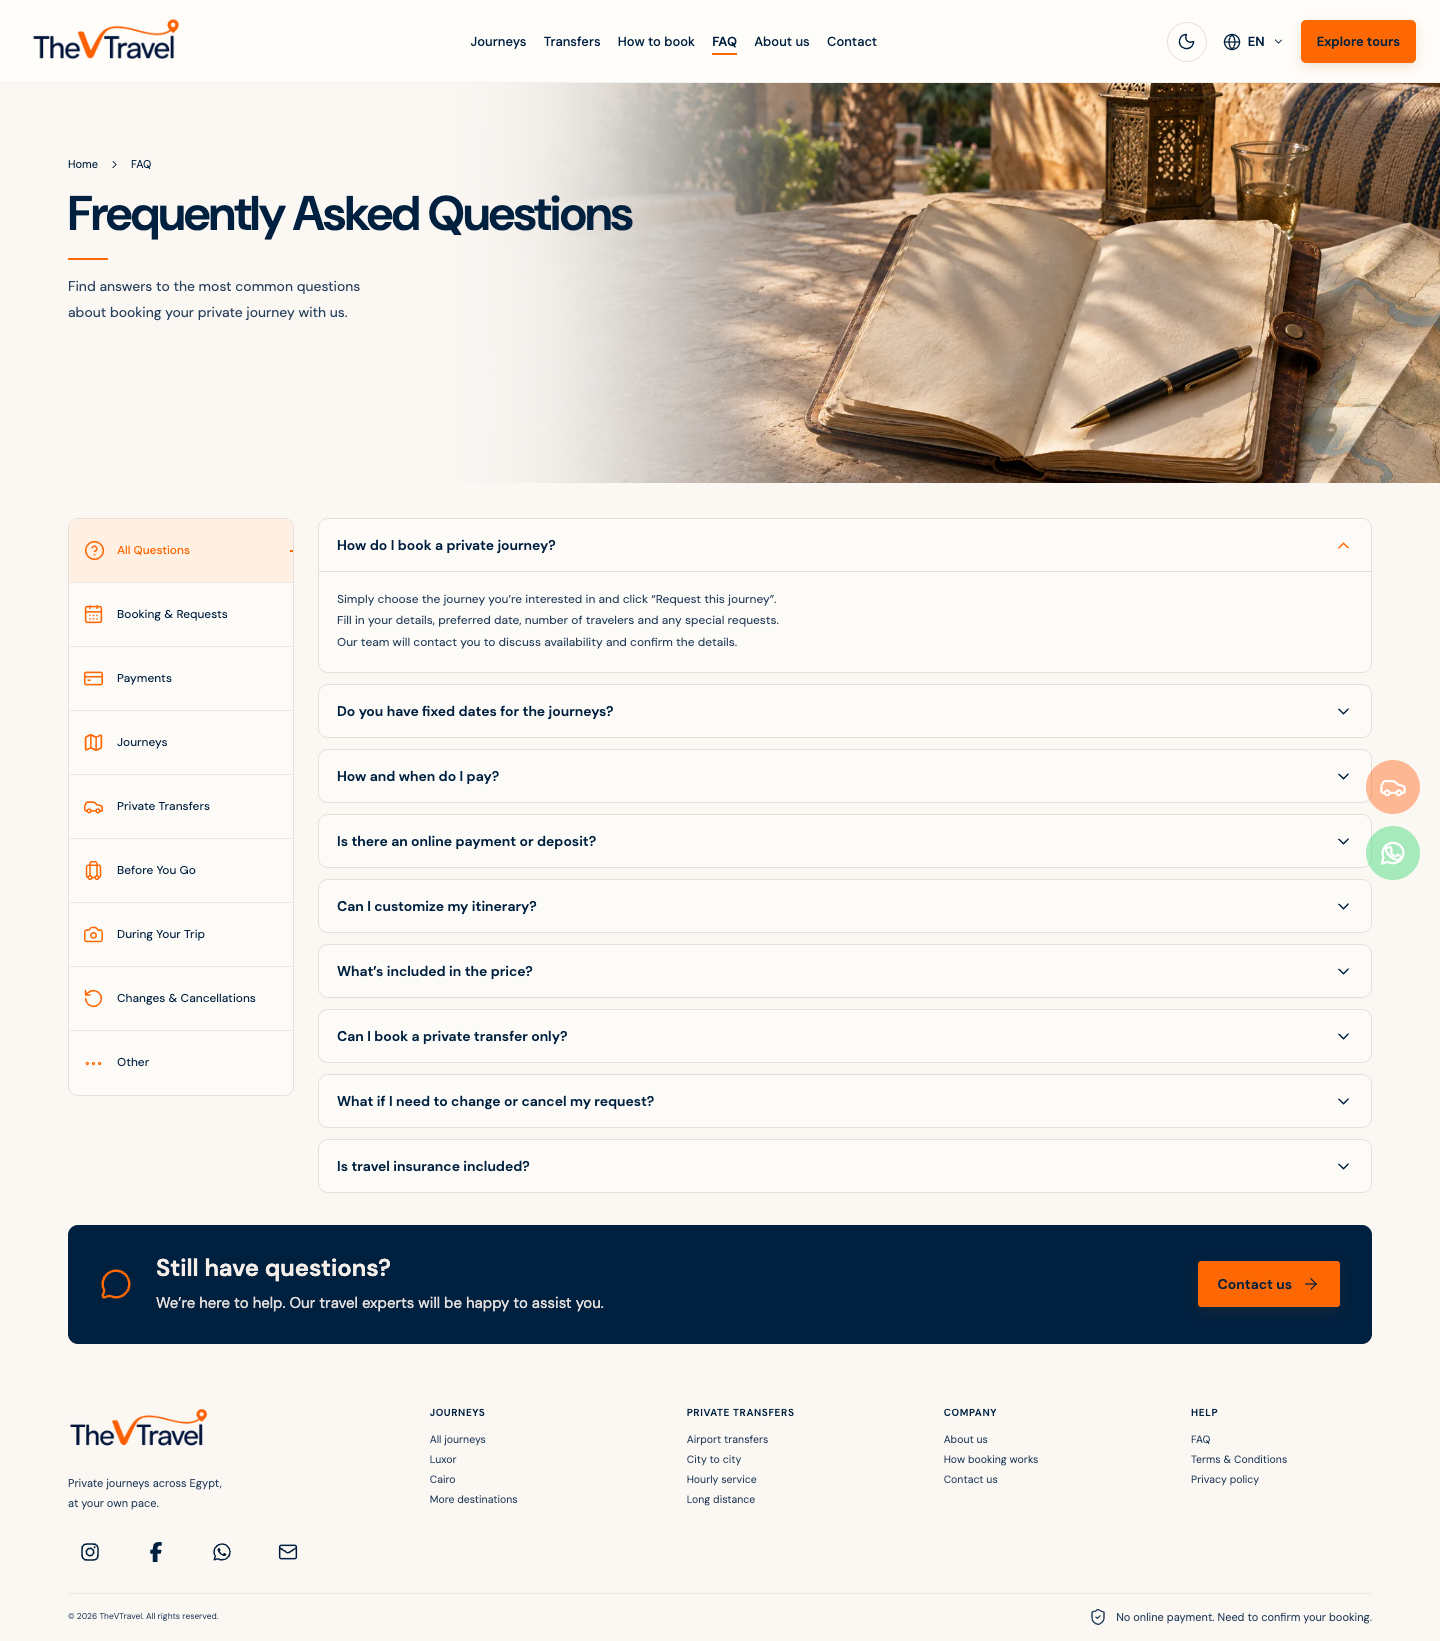 TheVTravel
Journeys
Transfers
How to book
FAQ
About us
Contact
EN
Explore tours
Home
FAQ
Frequently Asked Questions
Find answers to the most common questions
about booking your private journey with us.
All Questions
Booking & Requests
Payments
Journeys
Private Transfers
Before You Go
During Your Trip
Changes & Cancellations
Other
How do I book a private journey?
Simply choose the journey you’re interested in and click “Request this journey”.
Fill in your details, preferred date, number of travelers and any special requests.
Our team will contact you to discuss availability and confirm the details.
Do you have fixed dates for the journeys?
How and when do I pay?
Is there an online payment or deposit?
Can I customize my itinerary?
What’s included in the price?
Can I book a private transfer only?
What if I need to change or cancel my request?
Is travel insurance included?
Still have questions?
We’re here to help. Our travel experts will be happy to assist you.
Contact us
TheVTravel
Private journeys across Egypt,
at your own pace.
JOURNEYS
All journeys
Luxor
Cairo
More destinations
PRIVATE TRANSFERS
Airport transfers
City to city
Hourly service
Long distance
COMPANY
About us
How booking works
Contact us
HELP
FAQ
Terms & Conditions
Privacy policy
© 2026 TheVTravel. All rights reserved.
No online payment. Need to confirm your booking.